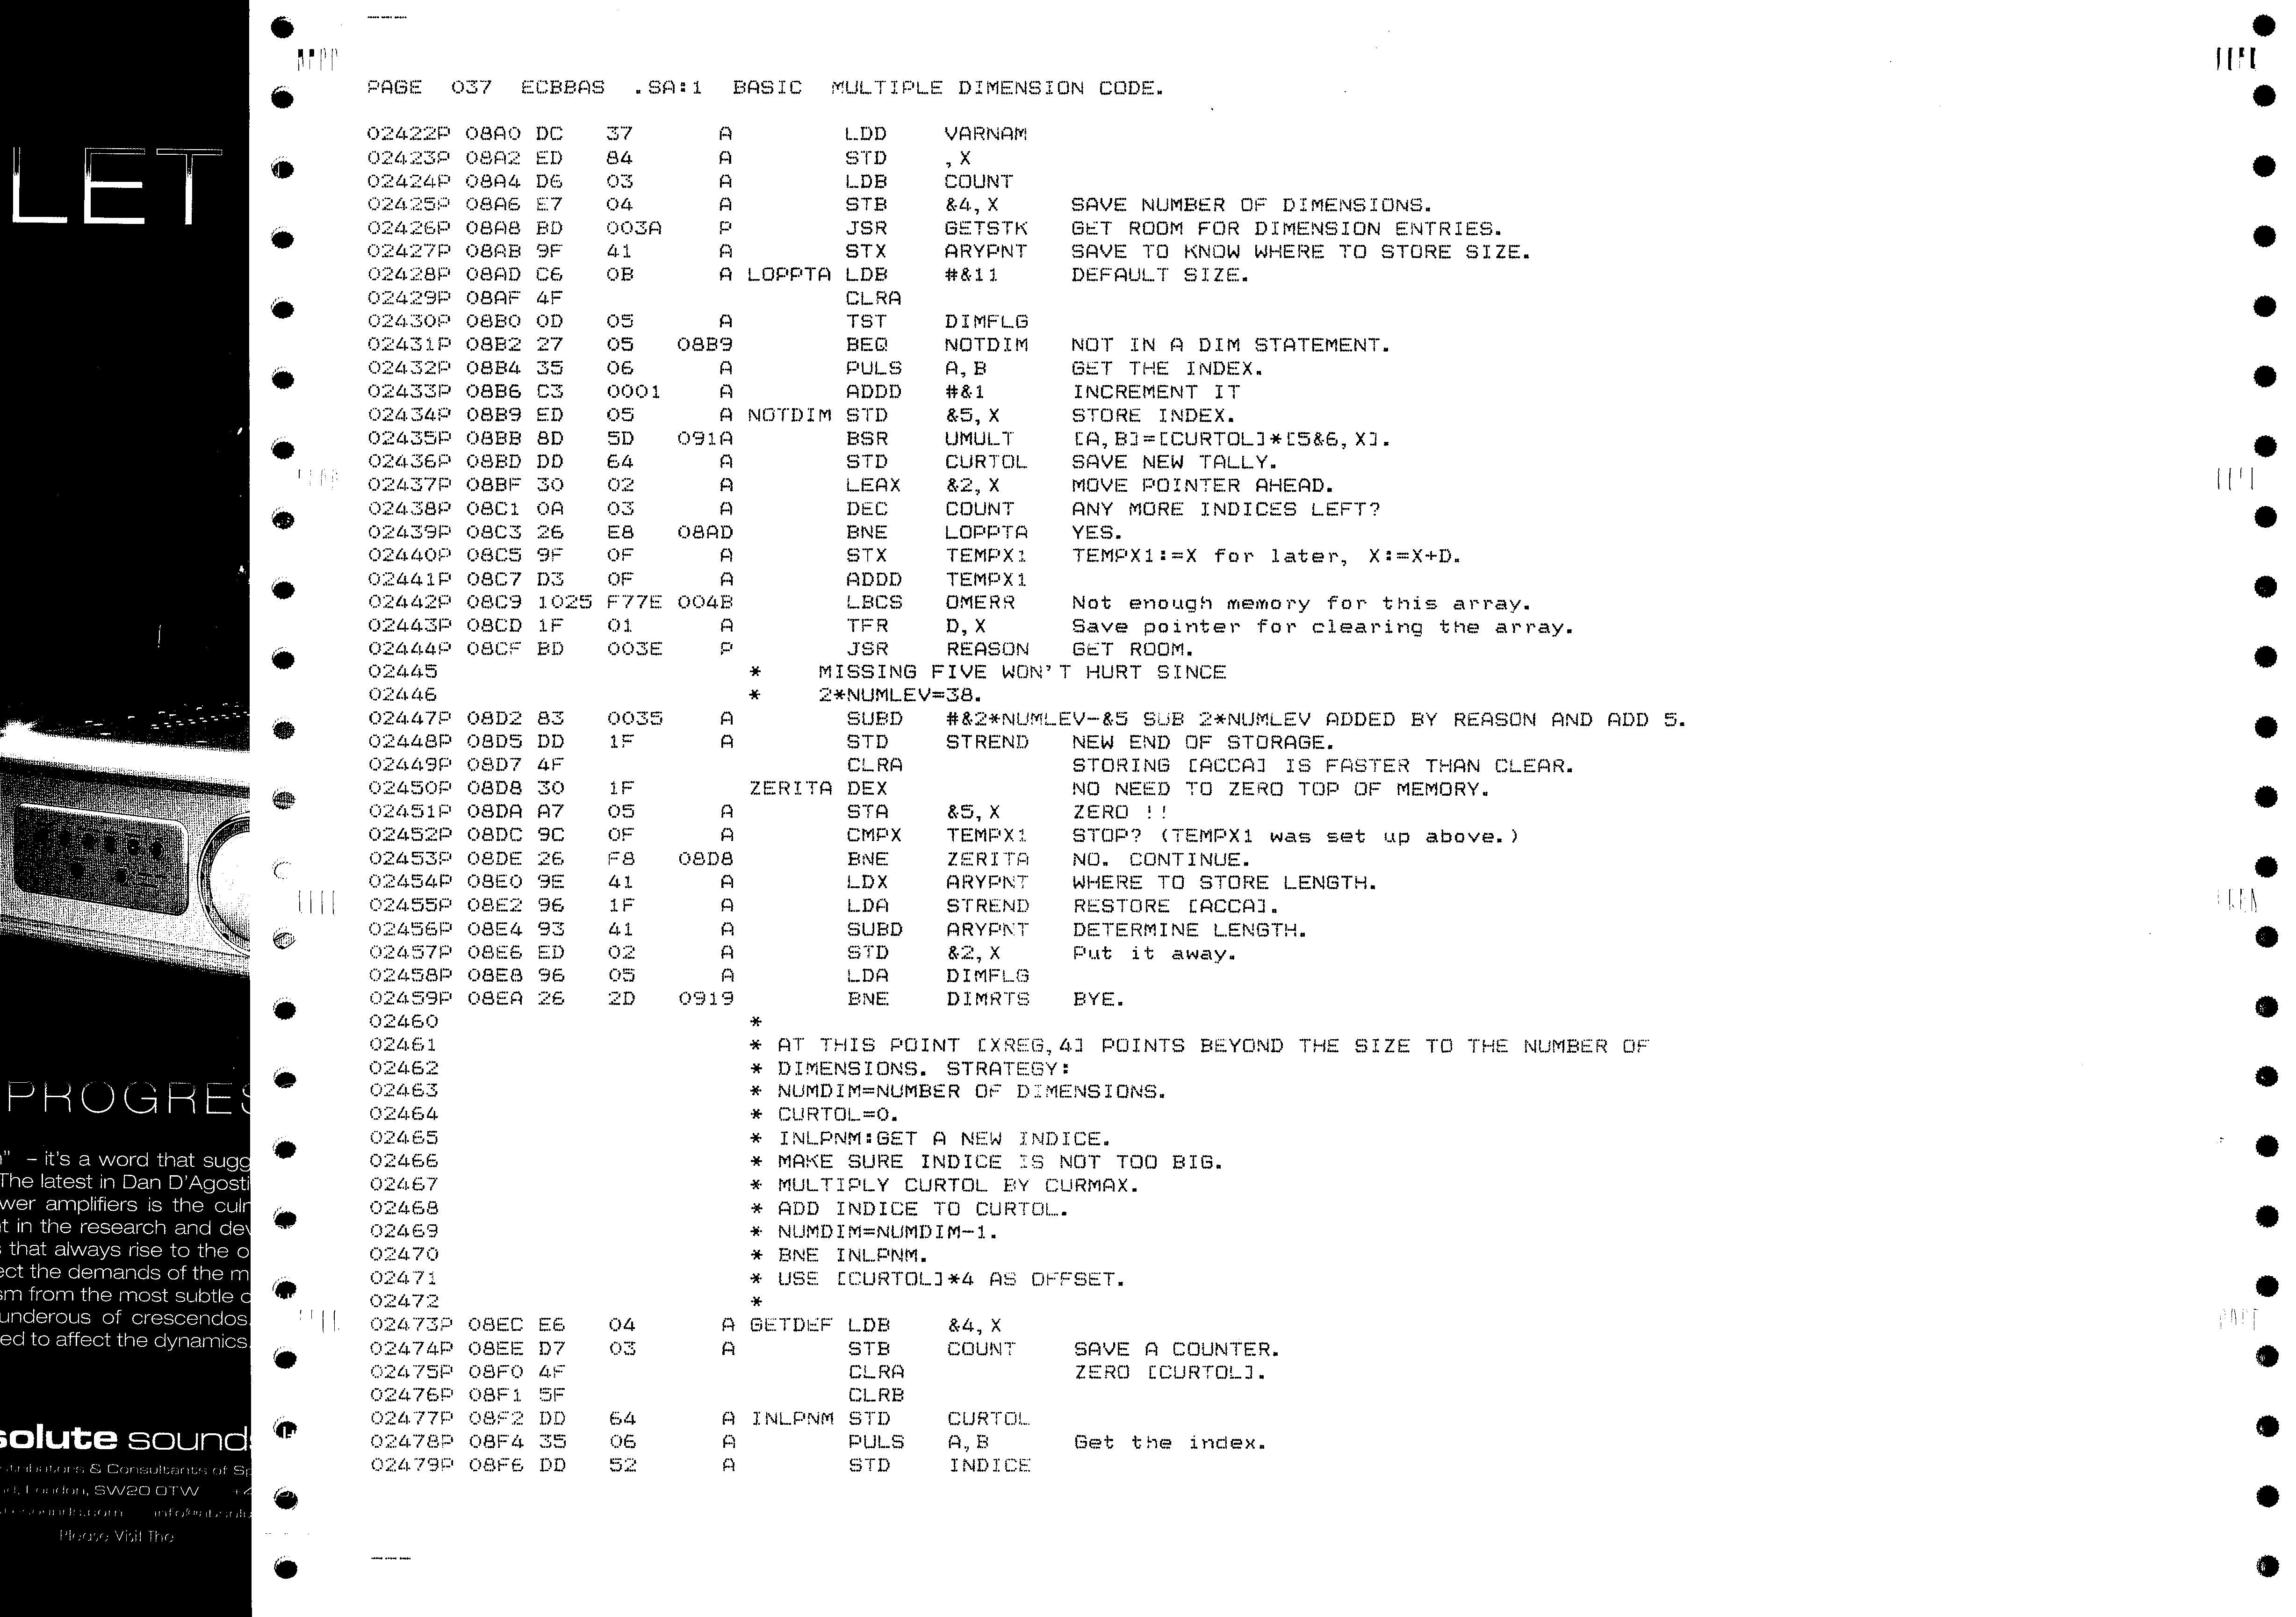 LET
PROGRES
" – it's a word that sugg
The latest in Dan D'Agosti
wer amplifiers is the culm
t in the research and dev
that always rise to the o
ect the demands of the m
sm from the most subtle c
underous of crescendos.
ed to affect the dynamics.
solute sound
& Consultants of Sp
London, SW20 0TW +4
Please Visit The
PAGE 037 ECBBAS .SA:1 BASIC MULTIPLE DIMENSION CODE.
02422P 08A0 DC 37 A LDD VARNAM
02423P 08A2 ED 84 A STD ,X
02424P 08A4 D6 03 A LDB COUNT
02425P 08A6 E7 04 A STB &4,X SAVE NUMBER OF DIMENSIONS.
02426P 08A8 BD 003A P JSR GETSTK GET ROOM FOR DIMENSION ENTRIES.
02427P 08AB 9F 41 A STX ARYPNT SAVE TO KNOW WHERE TO STORE SIZE.
02428P 08AD C6 0B A LOPPTA LDB #&11 DEFAULT SIZE.
02429P 08AF 4F CLRA
02430P 08B0 0D 05 A TST DIMFLG
02431P 08B2 27 05 08B9 BEQ NOTDIM NOT IN A DIM STATEMENT.
02432P 08B4 35 06 A PULS A,B GET THE INDEX.
02433P 08B6 C3 0001 A ADDD #&1 INCREMENT IT
02434P 08B9 ED 05 A NOTDIM STD &5,X STORE INDEX.
02435P 08BB 8D 5D 091A BSR UMULT [A,B]=[CURTOL]*[5&6,X].
02436P 08BD DD 64 A STD CURTOL SAVE NEW TALLY.
02437P 08BF 30 02 A LEAX &2,X MOVE POINTER AHEAD.
02438P 08C1 0A 03 A DEC COUNT ANY MORE INDICES LEFT?
02439P 08C3 26 E8 08AD BNE LOPPTA YES.
02440P 08C5 9F 0F A STX TEMPX1 TEMPX1:=X for later, X:=X+D.
02441P 08C7 D3 0F A ADDD TEMPX1
02442P 08C9 1025 F77E 004B LBCS OMERR Not enough memory for this array.
02443P 08CD 1F 01 A TFR D,X Save pointer for clearing the array.
02444P 08CF BD 003E P JSR REASON GET ROOM.
02445 * MISSING FIVE WON'T HURT SINCE
02446 * 2*NUMLEV=38.
02447P 08D2 83 0035 A SUBD #&2*NUMLEV-&5 SUB 2*NUMLEV ADDED BY REASON AND ADD 5.
02448P 08D5 DD 1F A STD STREND NEW END OF STORAGE.
02449P 08D7 4F CLRA STORING [ACCA] IS FASTER THAN CLEAR.
02450P 08D8 30 1F ZERITA DEX NO NEED TO ZERO TOP OF MEMORY.
02451P 08DA A7 05 A STA &5,X ZERO !!
02452P 08DC 9C 0F A CMPX TEMPX1 STOP? (TEMPX1 was set up above.)
02453P 08DE 26 F8 08D8 BNE ZERITA NO. CONTINUE.
02454P 08E0 9E 41 A LDX ARYPNT WHERE TO STORE LENGTH.
02455P 08E2 96 1F A LDA STREND RESTORE [ACCA].
02456P 08E4 93 41 A SUBD ARYPNT DETERMINE LENGTH.
02457P 08E6 ED 02 A STD &2,X Put it away.
02458P 08E8 96 05 A LDA DIMFLG
02459P 08EA 26 2D 0919 BNE DIMRTS BYE.
02460 *
02461 * AT THIS POINT [XREG,4] POINTS BEYOND THE SIZE TO THE NUMBER OF
02462 * DIMENSIONS. STRATEGY:
02463 * NUMDIM=NUMBER OF DIMENSIONS.
02464 * CURTOL=0.
02465 * INLPNM:GET A NEW INDICE.
02466 * MAKE SURE INDICE IS NOT TOO BIG.
02467 * MULTIPLY CURTOL BY CURMAX.
02468 * ADD INDICE TO CURTOL.
02469 * NUMDIM=NUMDIM-1.
02470 * BNE INLPNM.
02471 * USE [CURTOL]*4 AS OFFSET.
02472 *
02473P 08EC E6 04 A GETDEF LDB &4,X
02474P 08EE D7 03 A STB COUNT SAVE A COUNTER.
02475P 08F0 4F CLRA ZERO [CURTOL].
02476P 08F1 5F CLRB
02477P 08F2 DD 64 A INLPNM STD CURTOL
02478P 08F4 35 06 A PULS A,B Get the index.
02479P 08F6 DD 52 A STD INDICE